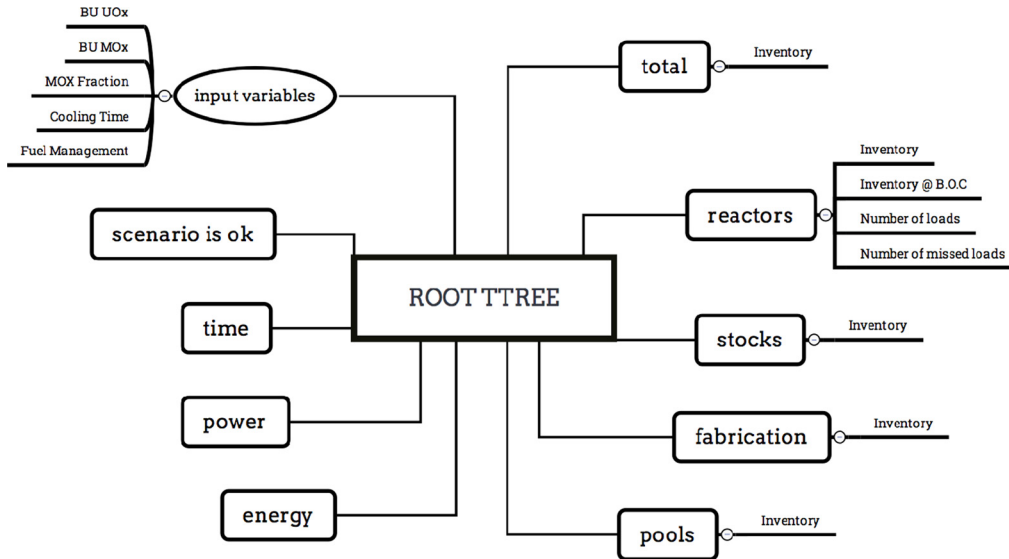 BU UOx
BU MOx
MOX Fraction
Cooling Time
Fuel Management
input variables
scenario is ok
time
power
energy
ROOT TTREE
total
Inventory
reactors
Inventory
Inventory @ B.O.C
Number of loads
Number of missed loads
stocks
Inventory
fabrication
Inventory
pools
Inventory